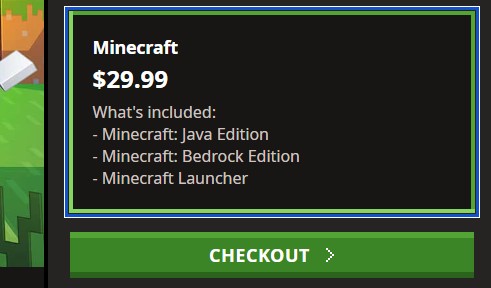 Minecraft
$29.99
What's included:
- Minecraft: Java Edition
- Minecraft: Bedrock Edition
- Minecraft Launcher
CHECKOUT